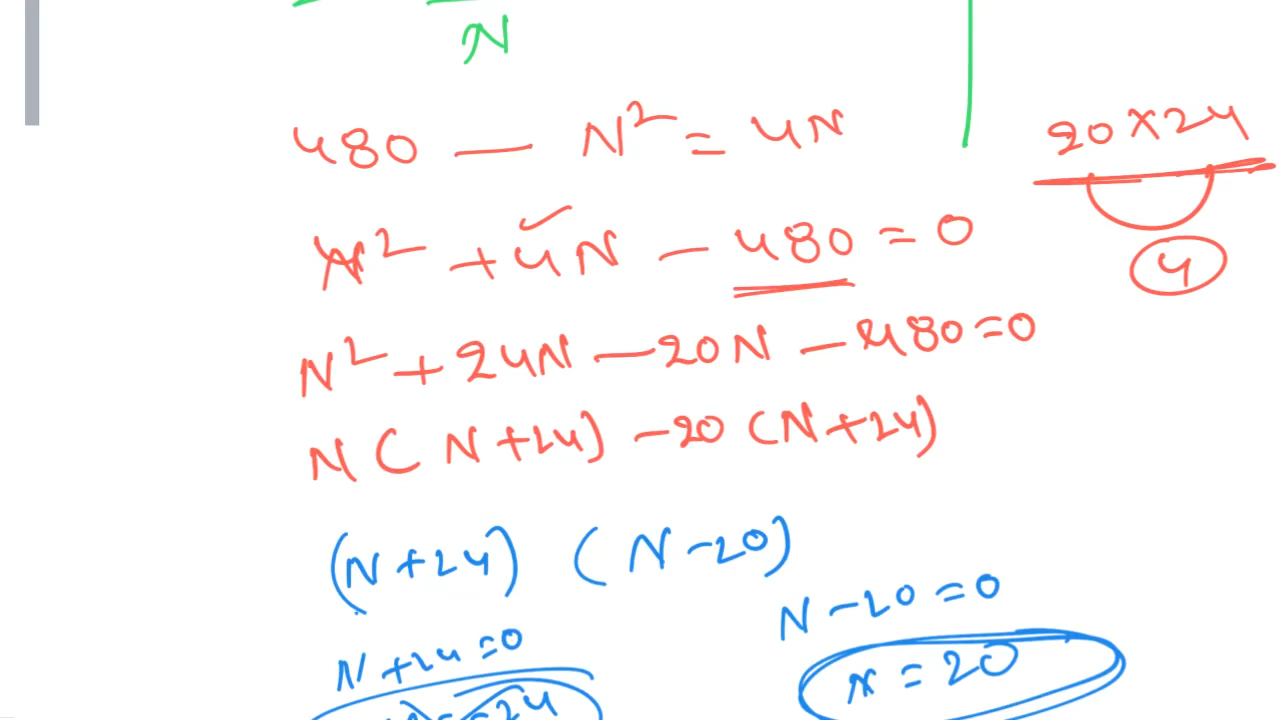 N
480 — N² = 4N
20×24
N² + 4N – 480 = 0
4
N² + 24N – 20N – 480 = 0
N ( N + 24 ) – 20 ( N + 24 )
(N + 24) ( N – 20 )
N – 20 = 0
N + 24 = 0
N = 20
= –24